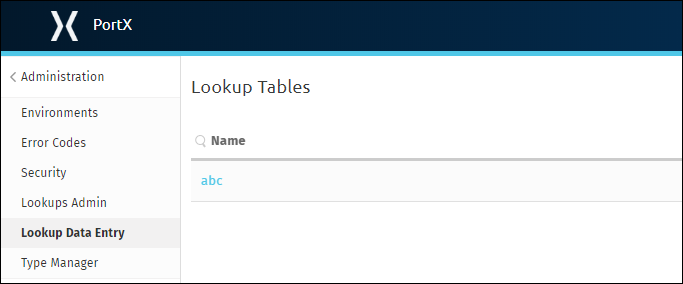 PortX
Administration
Environments
Error Codes
Security
Lookups Admin
Lookup Data Entry
Type Manager
Lookup Tables
Name
abc